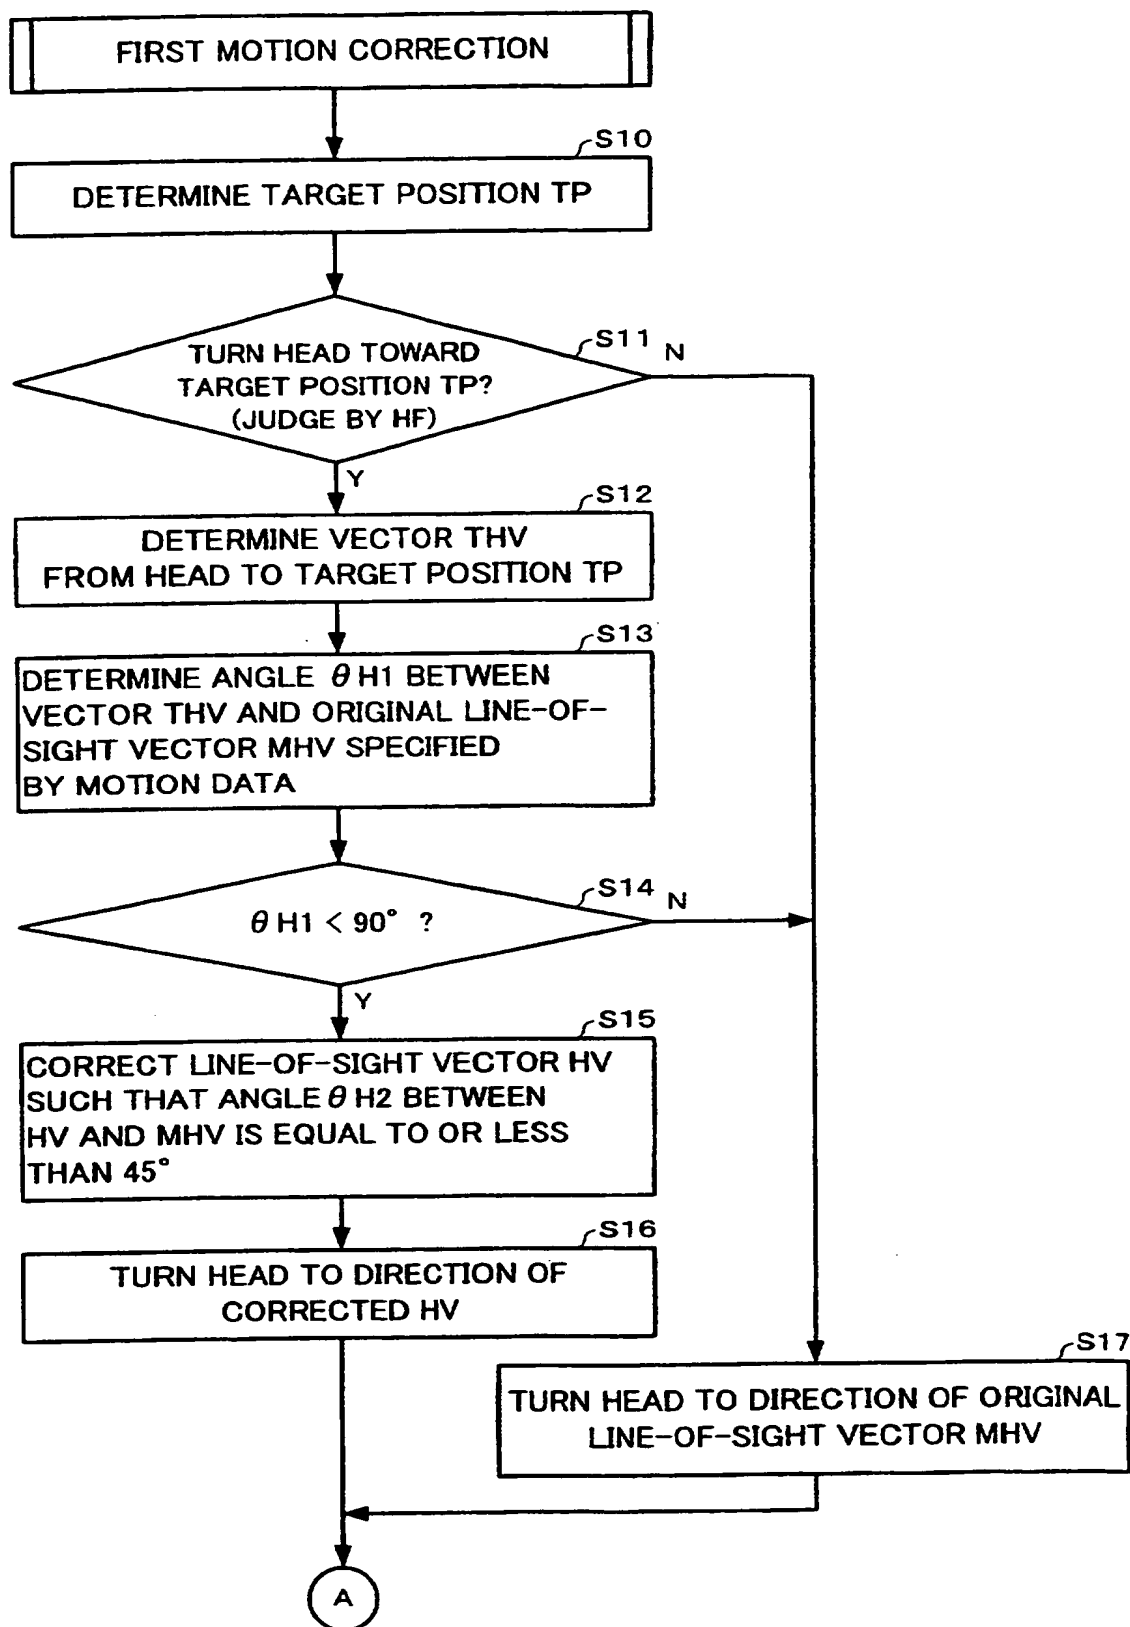 FIRST MOTION CORRECTION
S10
DETERMINE TARGET POSITION TP
S11
N
TURN HEAD TOWARD
TARGET POSITION TP?
(JUDGE BY HF)
Y
S12
DETERMINE VECTOR THV
FROM HEAD TO TARGET POSITION TP
S13
DETERMINE ANGLE θ H1 BETWEEN
VECTOR THV AND ORIGINAL LINE-OF-
SIGHT VECTOR MHV SPECIFIED
BY MOTION DATA
S14
N
θ H1 < 90° ?
Y
S15
CORRECT LINE-OF-SIGHT VECTOR HV
SUCH THAT ANGLE θ H2 BETWEEN
HV AND MHV IS EQUAL TO OR LESS
THAN 45°
S16
TURN HEAD TO DIRECTION OF
CORRECTED HV
S17
TURN HEAD TO DIRECTION OF ORIGINAL
LINE-OF-SIGHT VECTOR MHV
A